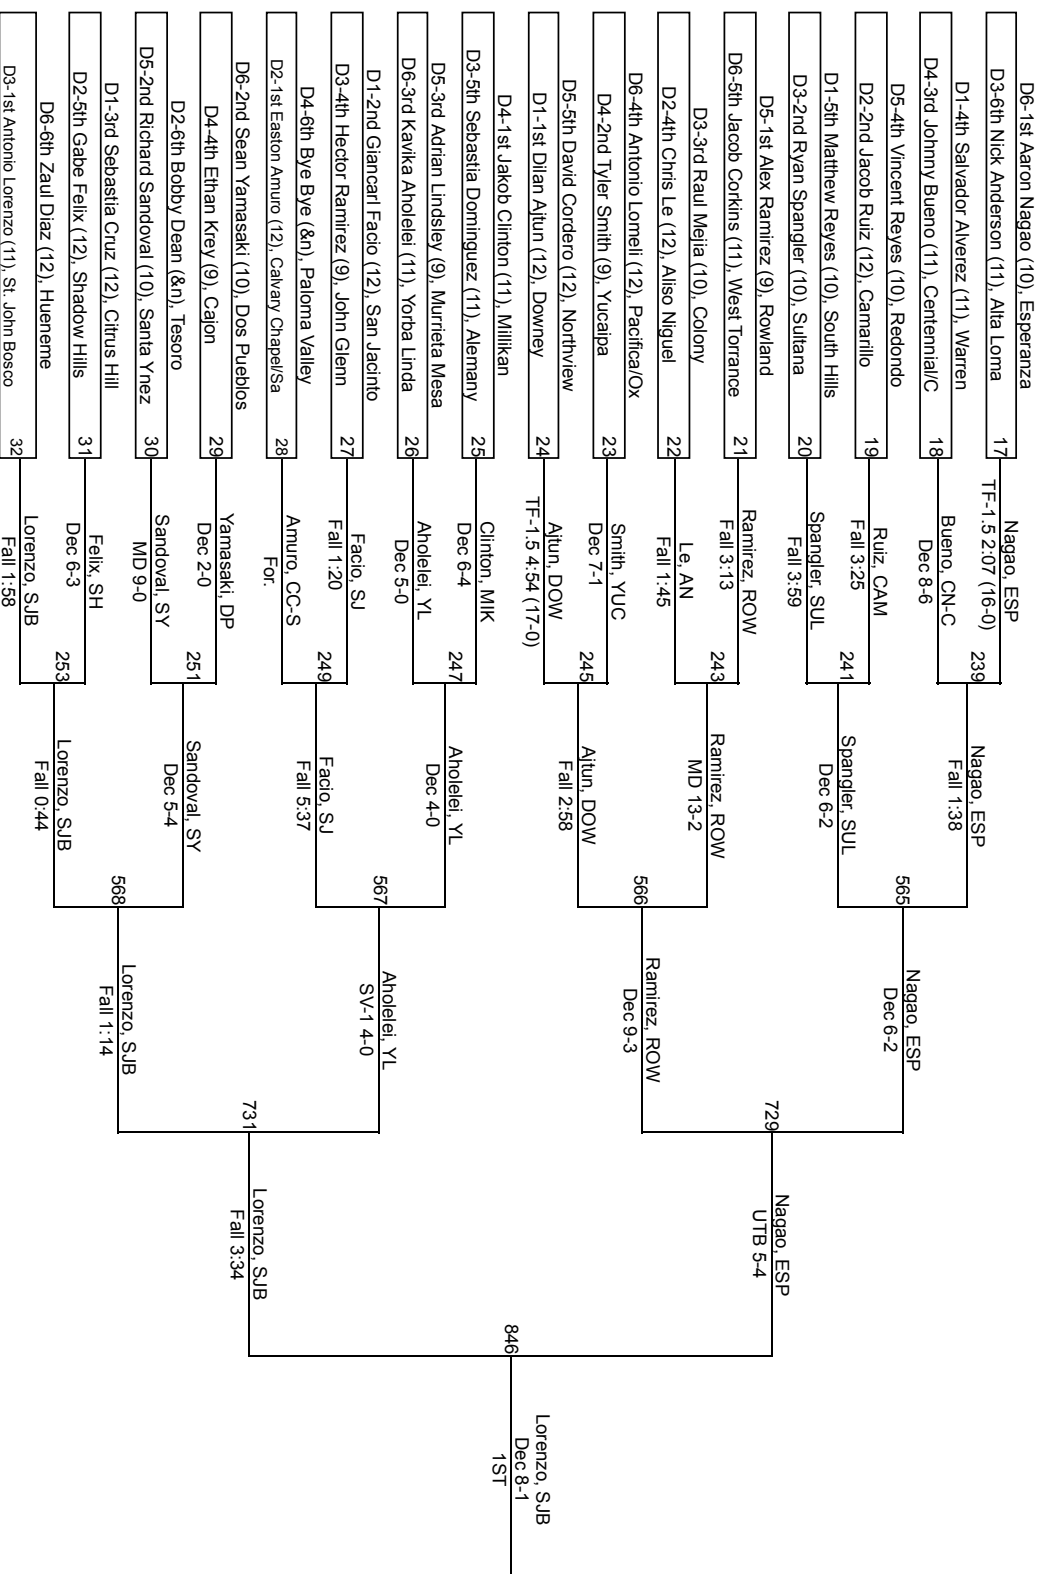 D6-1st Aaron Nagao (10), Esperanza
17
D3-6th Nick Anderson (11), Alta Loma
D1-4th Salvador Alverez (11), Warren
18
D4-3rd Johnny Bueno (11), Centennial/C
D5-4th Vincent Reyes (10), Redondo
19
D2-2nd Jacob Ruiz (12), Camarillo
D1-5th Matthew Reyes (10), South Hills
20
D3-2nd Ryan Spangler (10), Sultana
D5-1st Alex Ramirez (9), Rowland
21
D6-5th Jacob Corkins (11), West Torrance
D3-3rd Raul Mejia (10), Colony
22
D2-4th Chris Le (12), Aliso Niguel
D6-4th Antonio Lomeli (12), Pacifica/Ox
23
D4-2nd Tyler Smith (9), Yucaipa
D5-5th David Cordero (12), Northview
24
D1-1st Dilan Ajtun (12), Downey
D4-1st Jakob Clinton (11), Millikan
25
D3-5th Sebastia Dominguez (11), Alemany
D5-3rd Adrian Lindsley (9), Murrieta Mesa
26
D6-3rd Kavika Aholelei (11), Yorba Linda
D1-2nd Giancarl Facio (12), San Jacinto
27
D3-4th Hector Ramirez (9), John Glenn
D4-6th Bye Bye (&n), Paloma Valley
28
D2-1st Easton Amuro (12), Calvary Chapel/Sa
D6-2nd Sean Yamasaki (10), Dos Pueblos
29
D4-4th Ethan Krey (9), Cajon
D2-6th Bobby Dean (&n), Tesoro
30
D5-2nd Richard Sandoval (10), Santa Ynez
D1-3rd Sebastia Cruz (12), Citrus Hill
31
D2-5th Gabe Felix (12), Shadow Hills
D6-6th Zaul Diaz (12), Hueneme
32
D3-1st Antonio Lorenzo (11), St. John Bosco
Nagao, ESP
TF-1.5 2:07 (16-0)
239
Bueno, CN-C
Dec 8-6
Ruiz, CAM
Fall 3:25
241
Spangler, SUL
Fall 3:59
Ramirez, ROW
Fall 3:13
243
Le, AN
Fall 1:45
Smith, YUC
Dec 7-1
245
Ajtun, DOW
TF-1.5 4:54 (17-0)
Clinton, MIK
Dec 6-4
247
Aholelei, YL
Dec 5-0
Facio, SJ
Fall 1:20
249
Amuro, CC-S
For.
Yamasaki, DP
Dec 2-0
251
Sandoval, SY
MD 9-0
Felix, SH
Dec 6-3
253
Lorenzo, SJB
Fall 1:58
Nagao, ESP
Fall 1:38
565
Spangler, SUL
Dec 6-2
Ramirez, ROW
MD 13-2
566
Ajtun, DOW
Fall 2:58
Aholelei, YL
Dec 4-0
567
Facio, SJ
Fall 5:37
Sandoval, SY
Dec 5-4
568
Lorenzo, SJB
Fall 0:44
Nagao, ESP
Dec 6-2
729
Ramirez, ROW
Dec 9-3
Aholelei, YL
SV-1 4-0
731
Lorenzo, SJB
Fall 1:14
Nagao, ESP
UTB 5-4
846
Lorenzo, SJB
Fall 3:34
Lorenzo, SJB
Dec 8-1
1ST